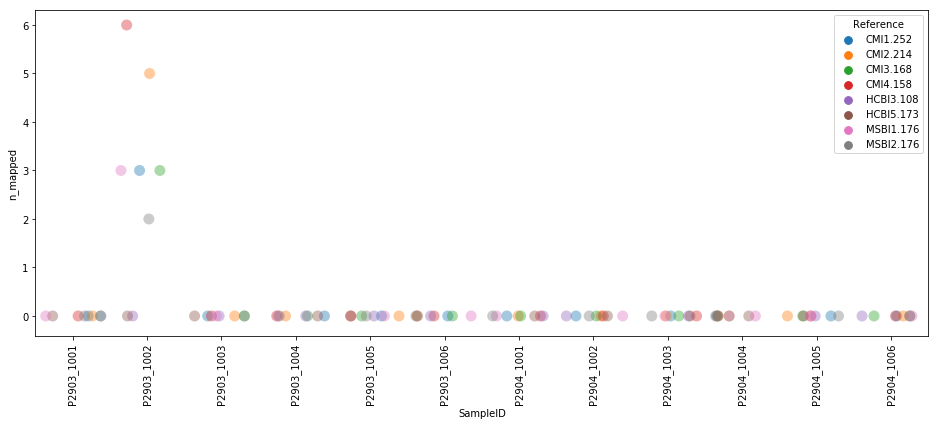 Reference
CMI1.252
CMI2.214
CMI3.168
CMI4.158
HCBI3.108
HCBI5.173
MSBI1.176
MSBI2.176
n_mapped
6
5
4
3
2
1
0
P2903_1001
P2903_1002
P2903_1003
P2903_1004
P2903_1005
P2903_1006
P2904_1001
P2904_1002
P2904_1003
P2904_1004
P2904_1005
P2904_1006
SampleID